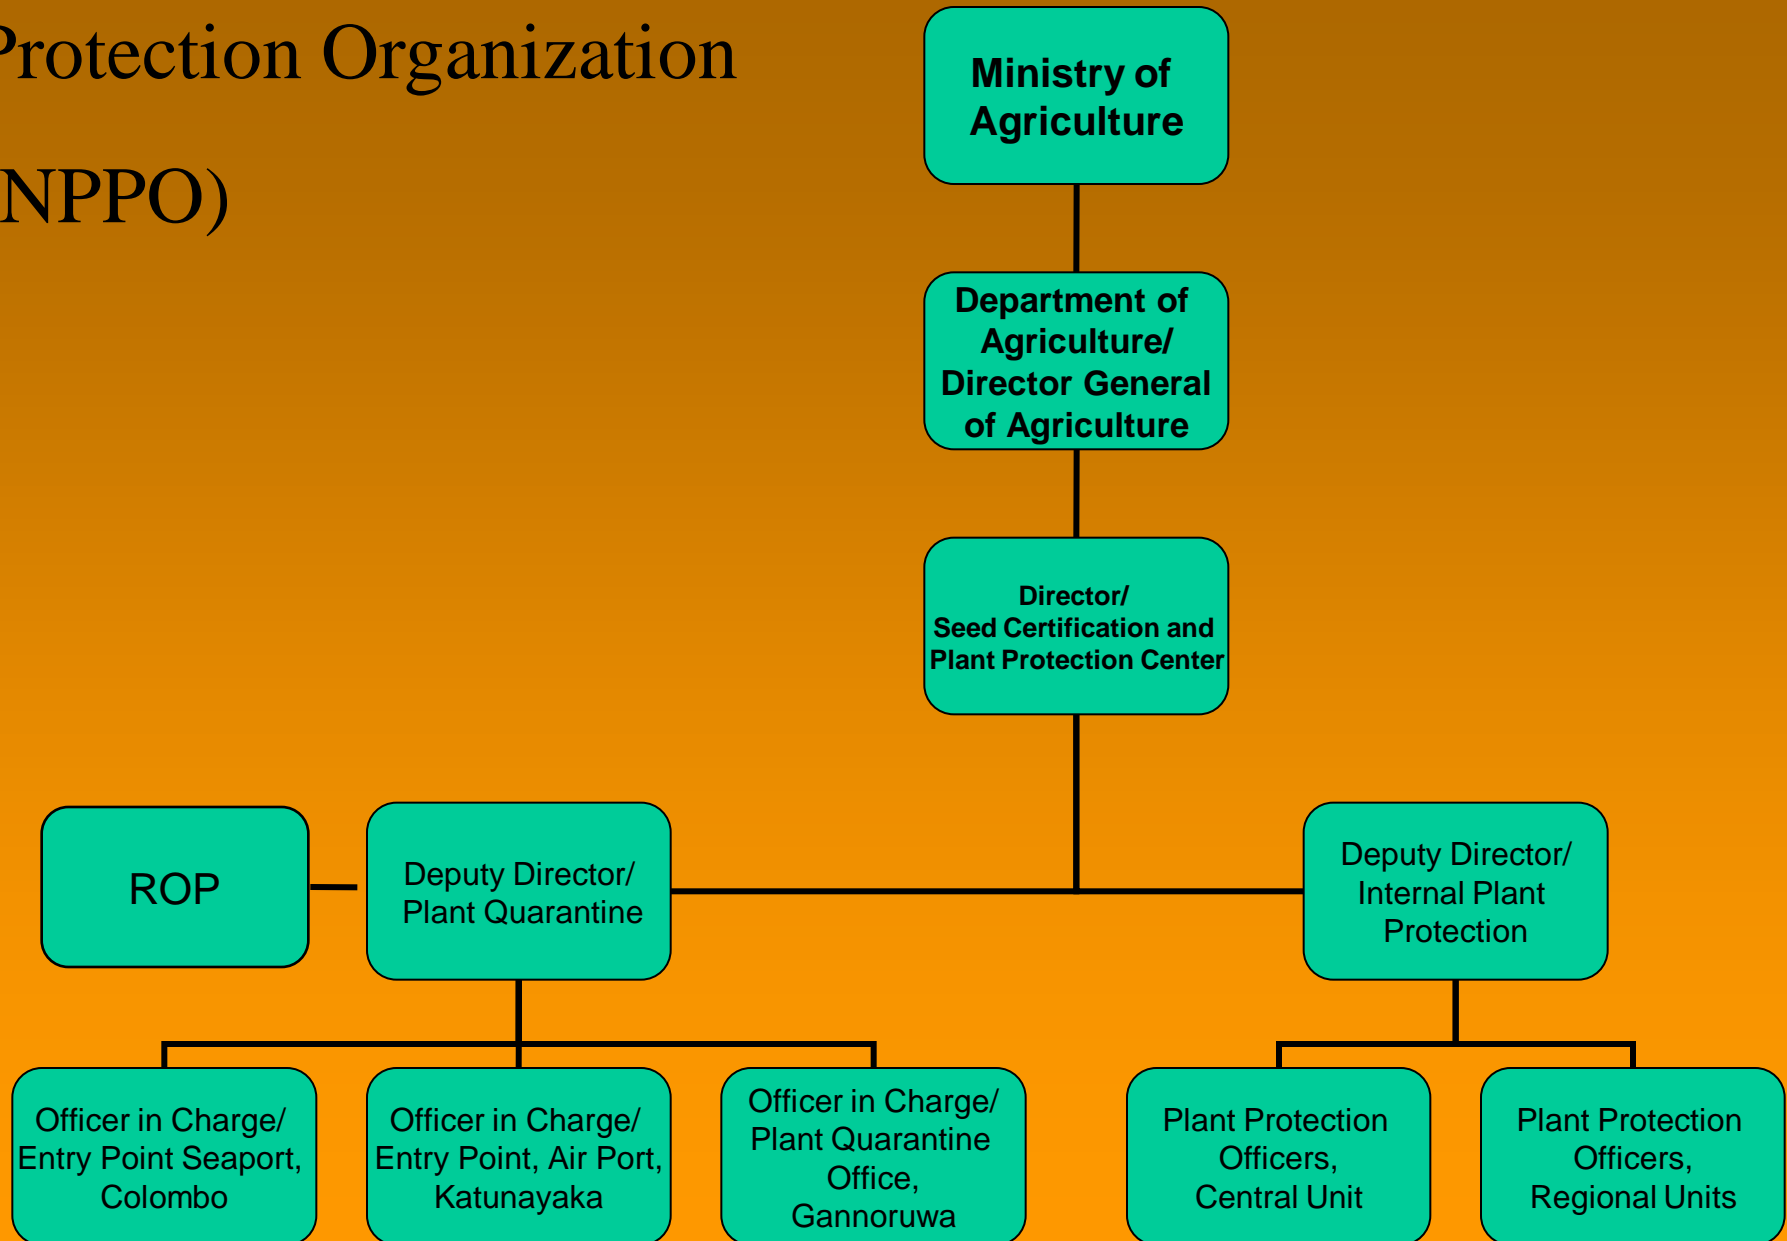 Protection Organization
NPPO)
Ministry of
Agriculture
Department of
Agriculture/
Director General
of Agriculture
Director/
Seed Certification and
Plant Protection Center
ROP
Deputy Director/
Plant Quarantine
Deputy Director/
Internal Plant
Protection
Officer in Charge/
Entry Point Seaport,
Colombo
Officer in Charge/
Entry Point, Air Port,
Katunayaka
Officer in Charge/
Plant Quarantine
Office,
Gannoruwa
Plant Protection
Officers,
Central Unit
Plant Protection
Officers,
Regional Units